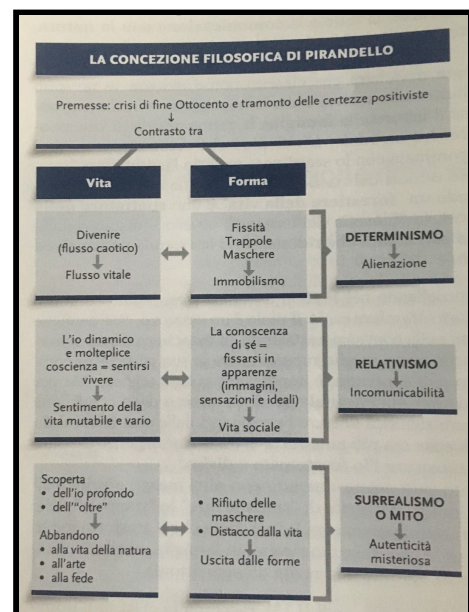 LA CONCEZIONE FILOSOFICA DI PIRANDELLO
Premesse: crisi di fine Ottocento e tramonto delle certezze positiviste
↓
Contrasto tra
Vita
Forma
Divenire
(flusso caotico)
Flusso vitale
Fissità
Trappole
Maschere
Immobilismo
DETERMINISMO
Alienazione
L'io dinamico
e molteplice
coscienza = sentirsi
vivere
Sentimento della
vita mutabile e vario
La conoscenza
di sé =
fissarsi in
apparenze
(immagini,
sensazioni e ideali)
Vita sociale
RELATIVISMO
Incomunicabilità
Scoperta
• dell'io profondo
• dell'"oltre"
Abbandono
• alla vita della natura
• all'arte
• alla fede
• Rifiuto delle
maschere
• Distacco dalla vita
Uscita dalle forme
SURREALISMO
O MITO
Autenticità
misteriosa